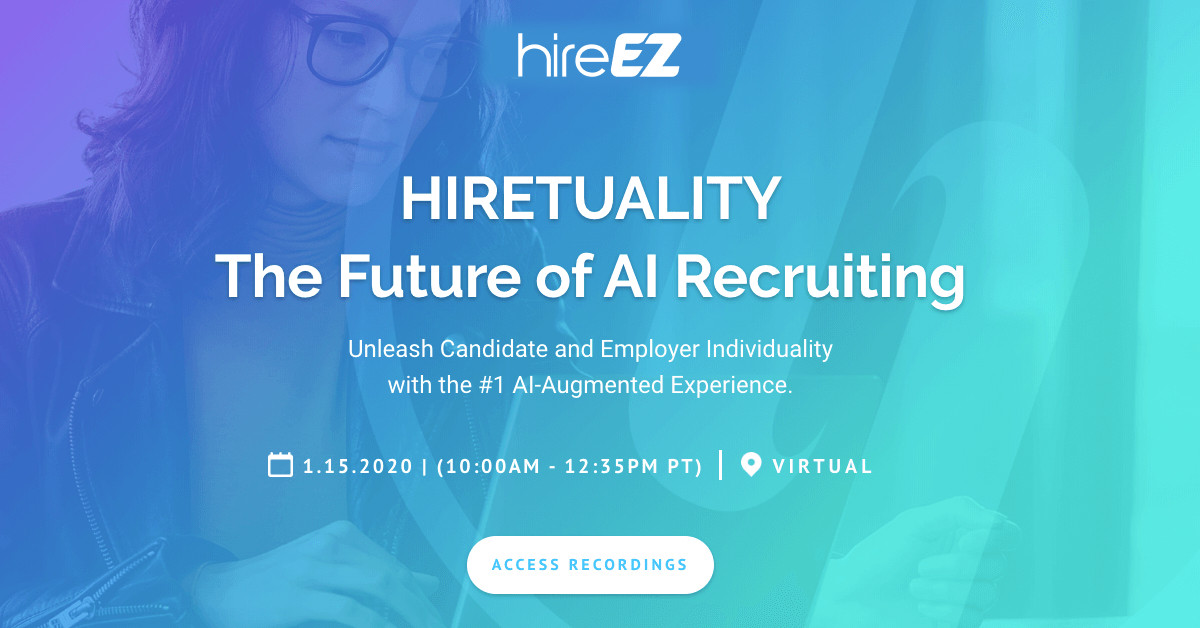 hireEZ
HIRETUALITY
The Future of AI Recruiting
Unleash Candidate and Employer Individuality
with the #1 AI-Augmented Experience.
1.15.2020 | (10:00AM - 12:35PM PT) | VIRTUAL
ACCESS RECORDINGS